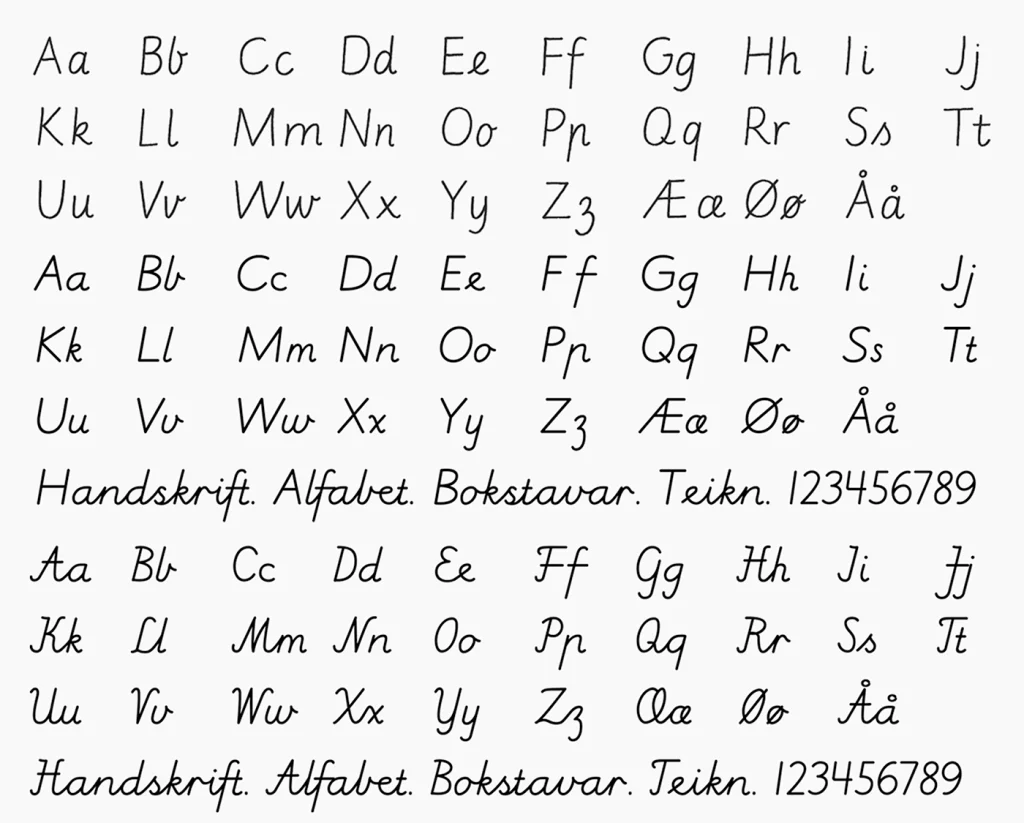 Aa Bb Cc Dd Ee Ff Gg Hh Ii Jj
Kk Ll Mm Nn Oo Pp Qq Rr Ss Tt
Uu Vv Ww Xx Yy Zz Ææ Øø Åå
Aa Bb Cc Dd Ee Ff Gg Hh Ii Jj
Kk Ll Mm Nn Oo Pp Qq Rr Ss Tt
Uu Vv Ww Xx Yy Zz Ææ Øø Åå
Handskrift. Alfabet. Bokstavar. Teikn. 123456789
Aa Bb Cc Dd Ee Ff Gg Hh Ii Jj
Kk Ll Mm Nn Oo Pp Qq Rr Ss Tt
Uu Vv Ww Xx Yy Zz Ææ Øø Åå
Handskrift. Alfabet. Bokstavar. Teikn. 123456789